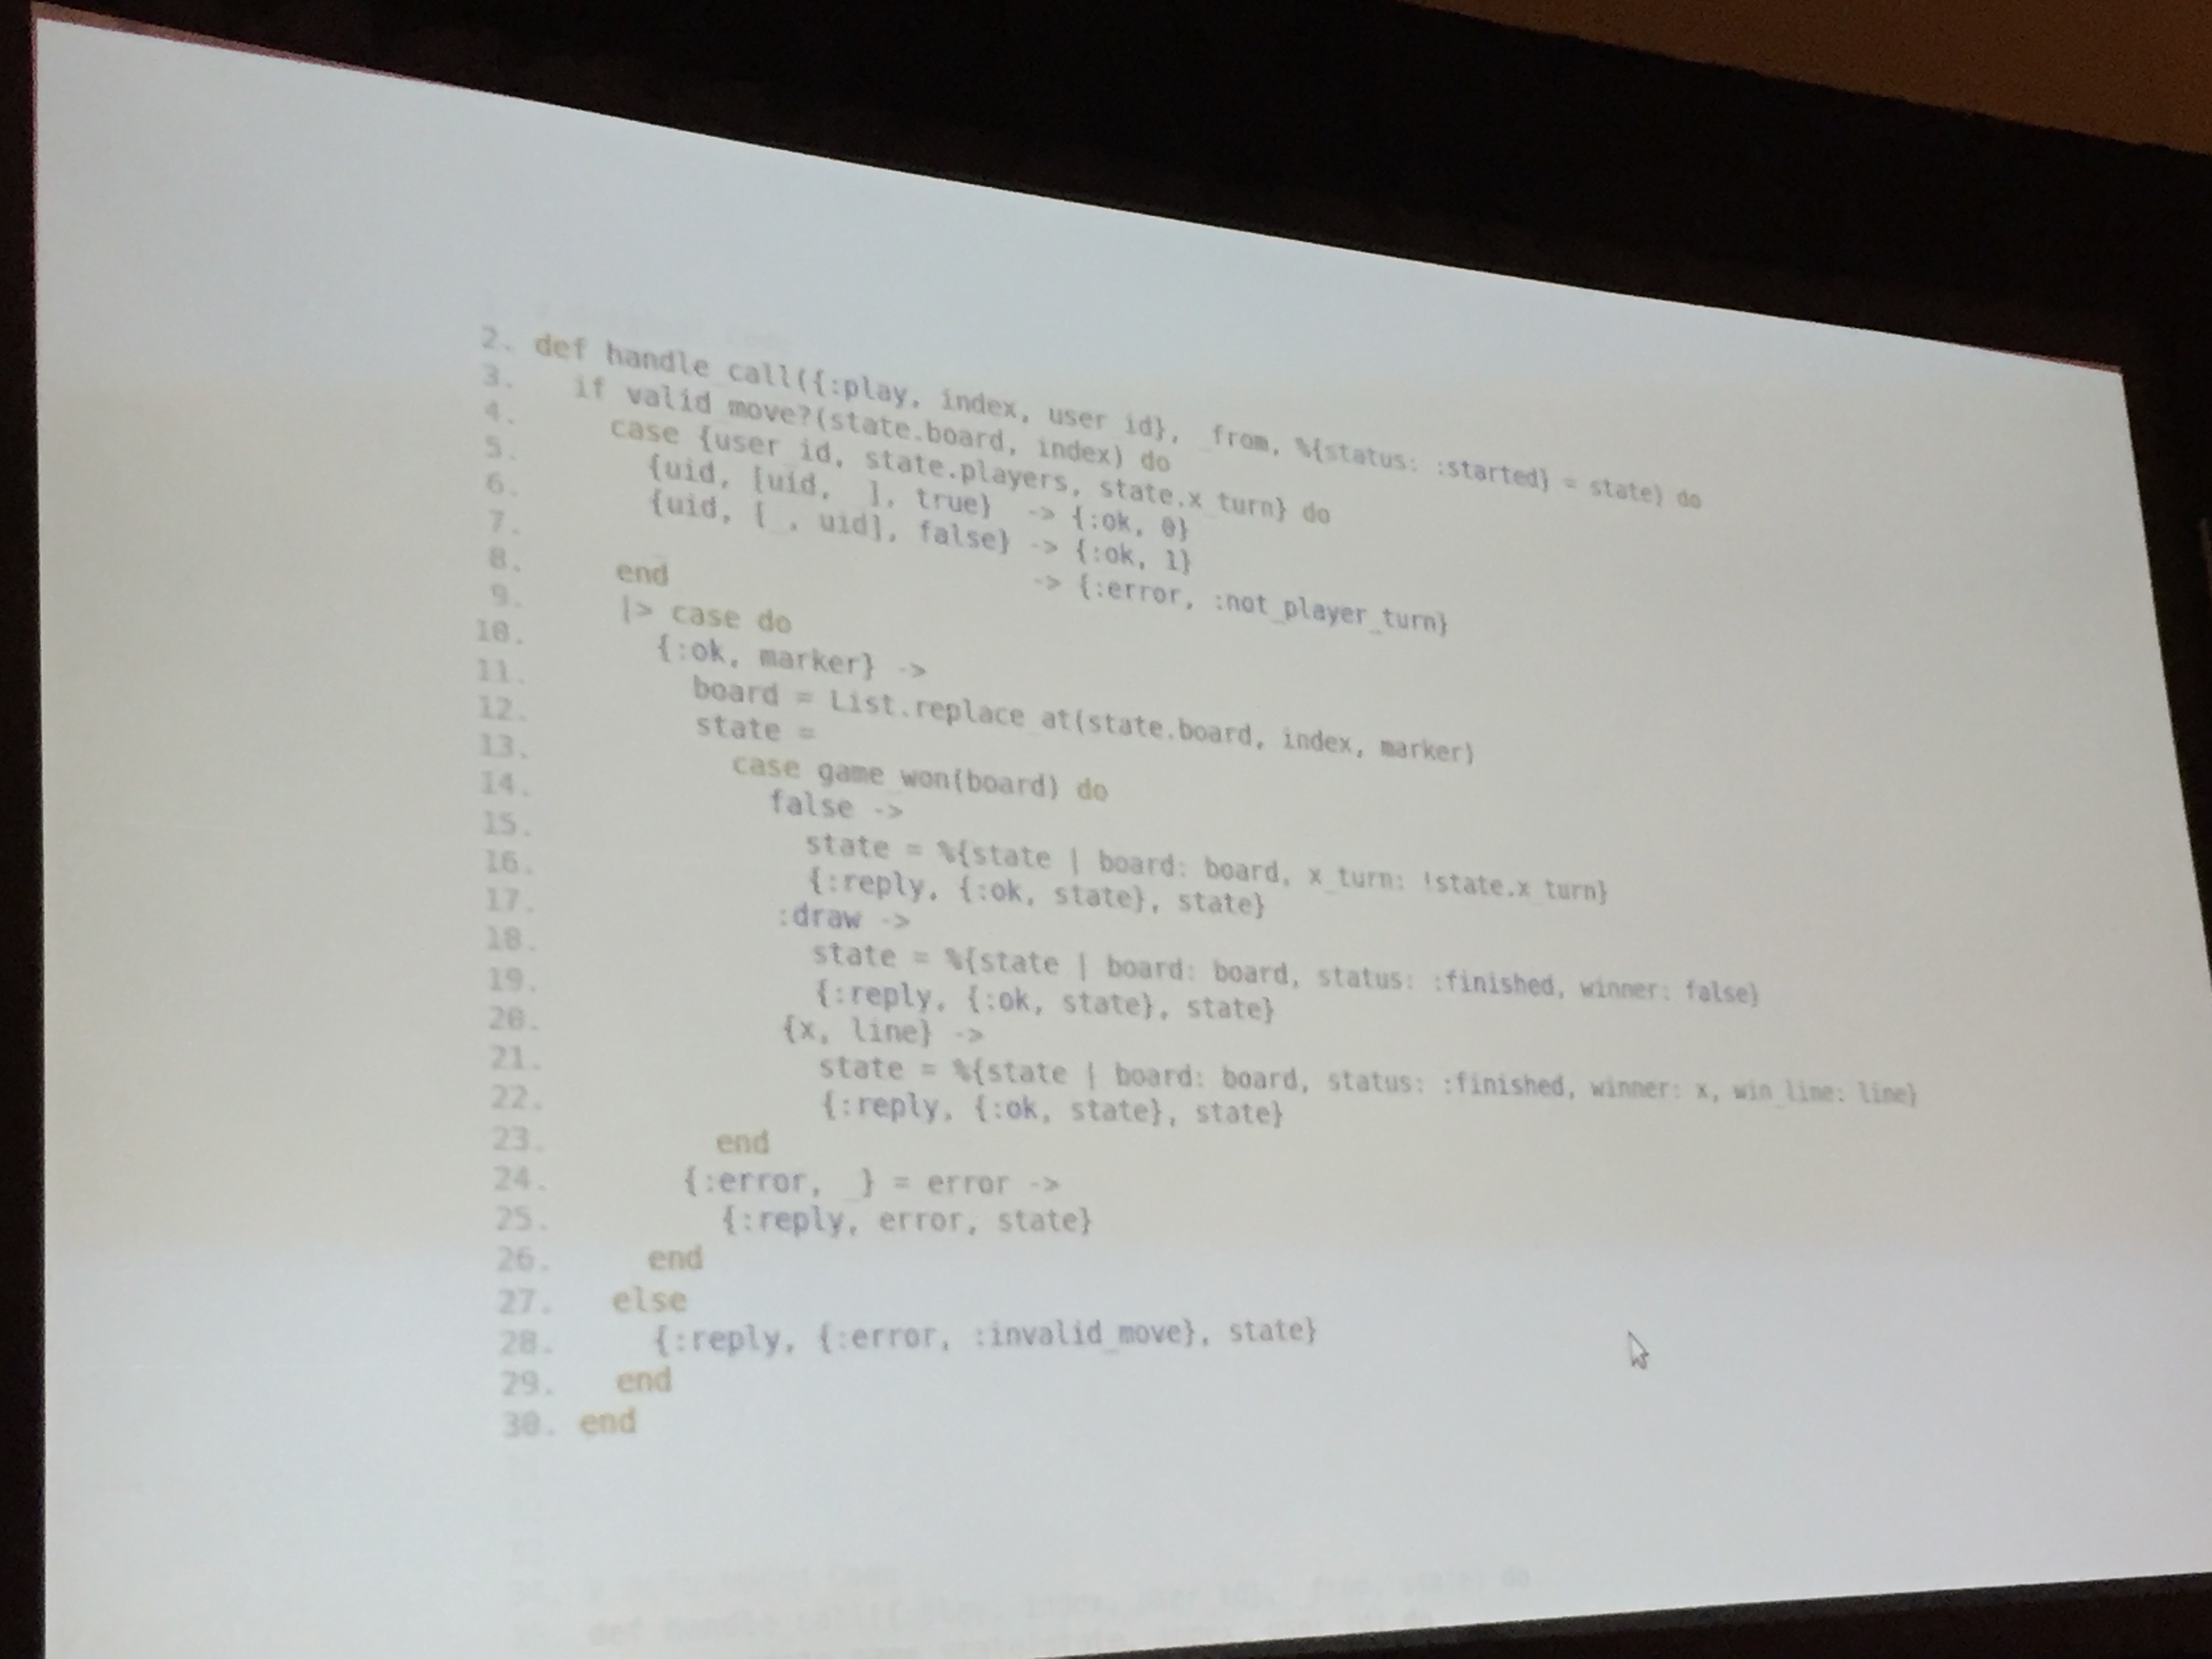 2. def handle_call({:play, index, user_id}, _from, %{status: :started} = state) do
3. if valid_move?(state.board, index) do
4. case {user_id, state.players, state.x_turn} do
5. {uid, [uid, _], true} -> {:ok, 0}
6. {uid, [_, uid], false} -> {:ok, 1}
7. -> {:error, :not_player_turn}
8. end
9. |> case do
10. {:ok, marker} ->
11. board = List.replace_at(state.board, index, marker)
12. state =
13. case game_won(board) do
14. false ->
15. state = %{state | board: board, x_turn: !state.x_turn}
16. {:reply, {:ok, state}, state}
17. :draw ->
18. state = %{state | board: board, status: :finished, winner: false}
19. {:reply, {:ok, state}, state}
20. {x, line} ->
21. state = %{state | board: board, status: :finished, winner: x, win_line: line}
22. {:reply, {:ok, state}, state}
23. end
24. {:error, _} = error ->
25. {:reply, error, state}
26. end
27. else
28. {:reply, {:error, :invalid_move}, state}
29. end
30. end